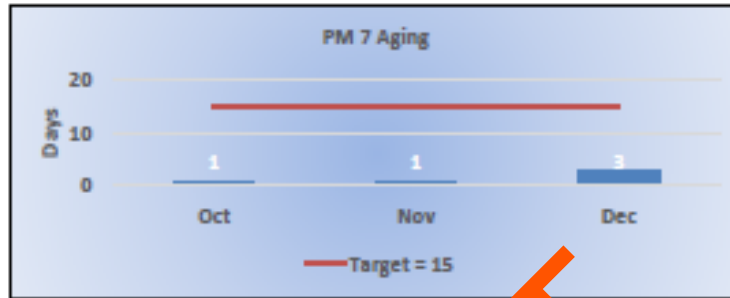 PM 7 Aging
20
Days
10
0
1
1
3
Oct
Nov
Dec
Target = 15